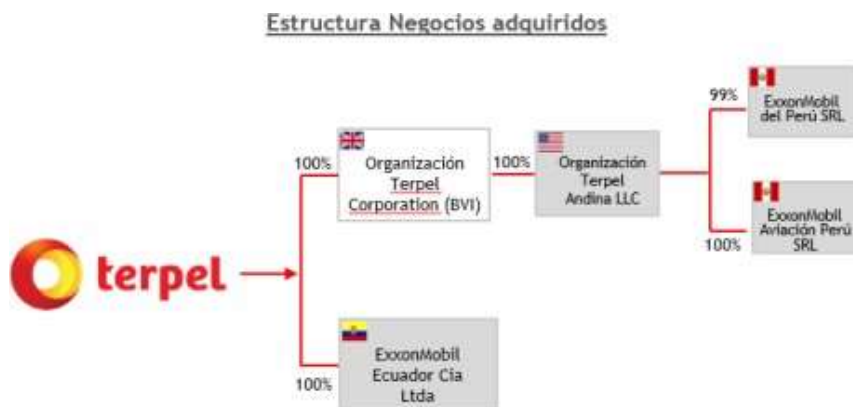 Estructura Negocios adquiridos
99%
ExxonMobil
del Perú SRL
100%
Organización
Terpel
Corporation (BVI)
100%
Organización
Terpel
Andina LLC
ExxonMobil
Aviación Perú
SRL
100%
terpel
ExxonMobil
Ecuador Cia
Ltda
100%